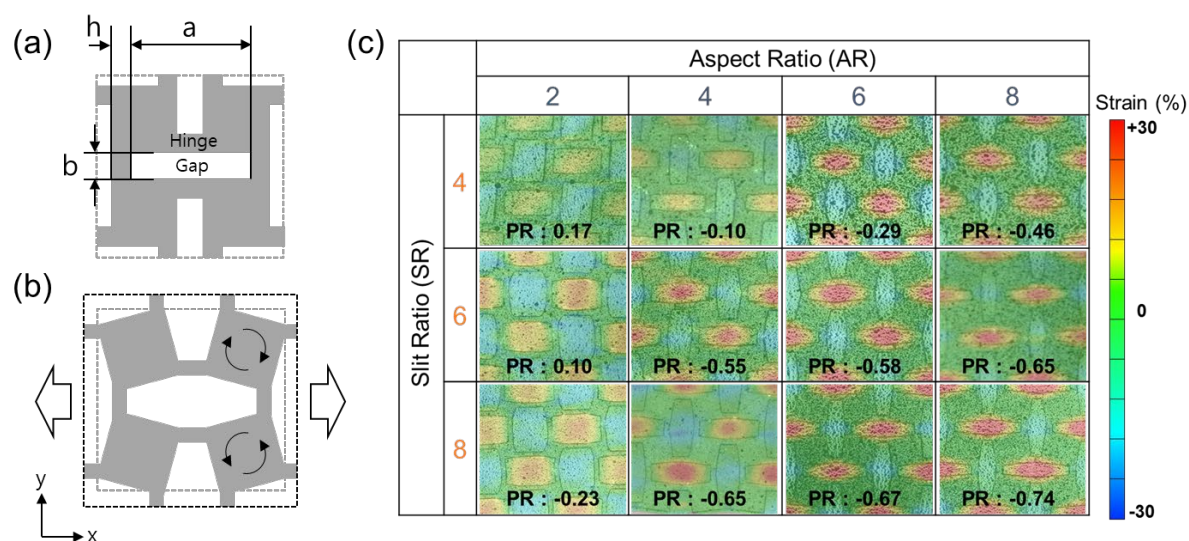 (a)
h
a
Hinge
b
Gap
(b)
y
x
(c)
Aspect Ratio (AR)
2 4 6 8
Strain (%)
Slit Ratio (SR)
4
PR : 0.17 PR : -0.10 PR : -0.29 PR : -0.46
6
PR : 0.10 PR : -0.55 PR : -0.58 PR : -0.65
8
PR : -0.23 PR : -0.65 PR : -0.67 PR : -0.74
+30
0
-30